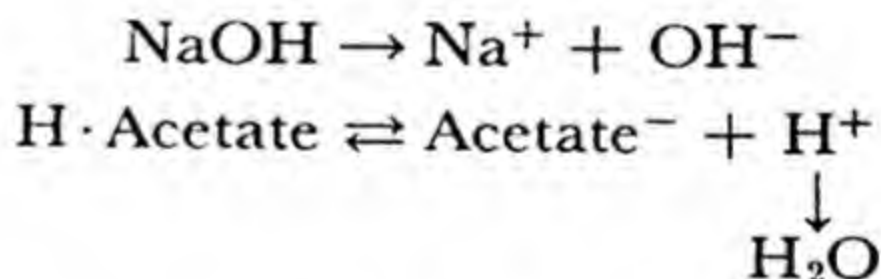 NaOH → Na⁺ + OH⁻
H · Acetate ⇄ Acetate⁻ + H⁺
↓
H₂O